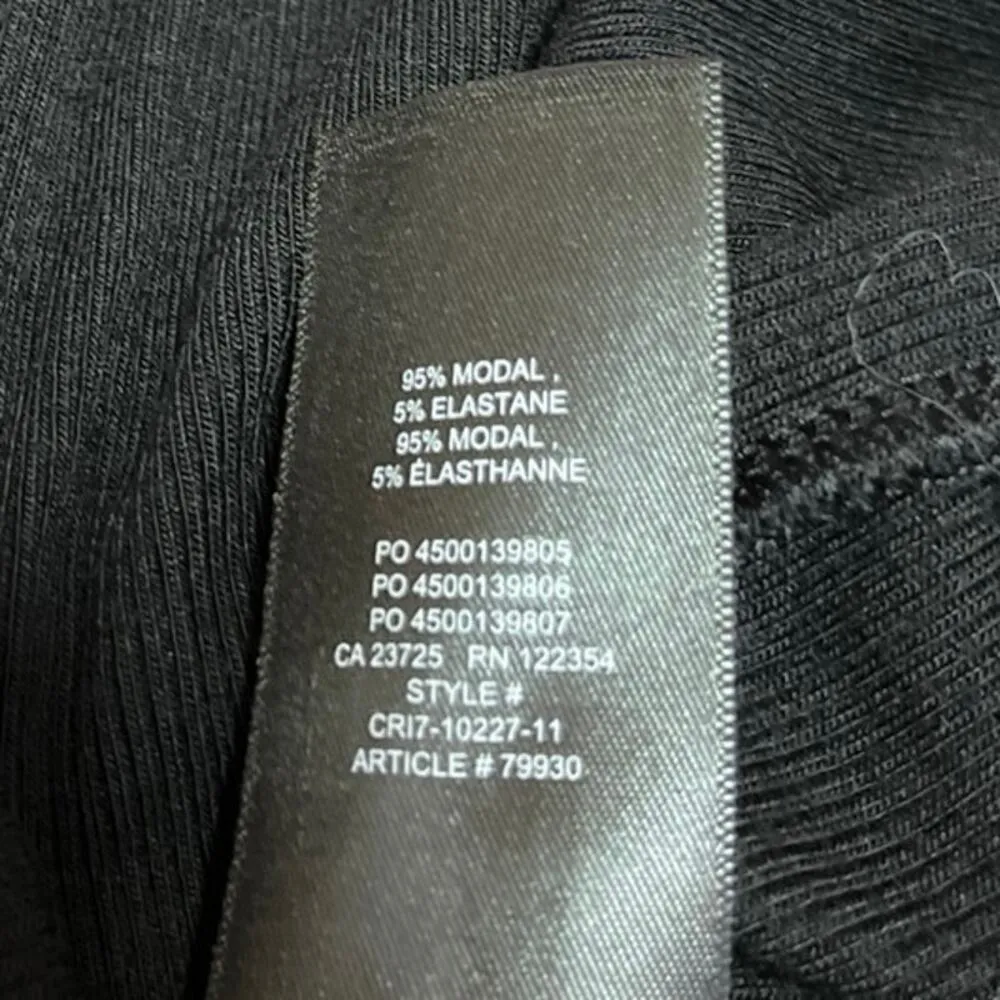 95% MODAL ,
5% ELASTANE
95% MODAL ,
5% ÉLASTHANNE
PO 4500139805
PO 4500139806
PO 4500139807
CA 23725 RN 122354
STYLE #
CRI7-10227-11
ARTICLE # 79930